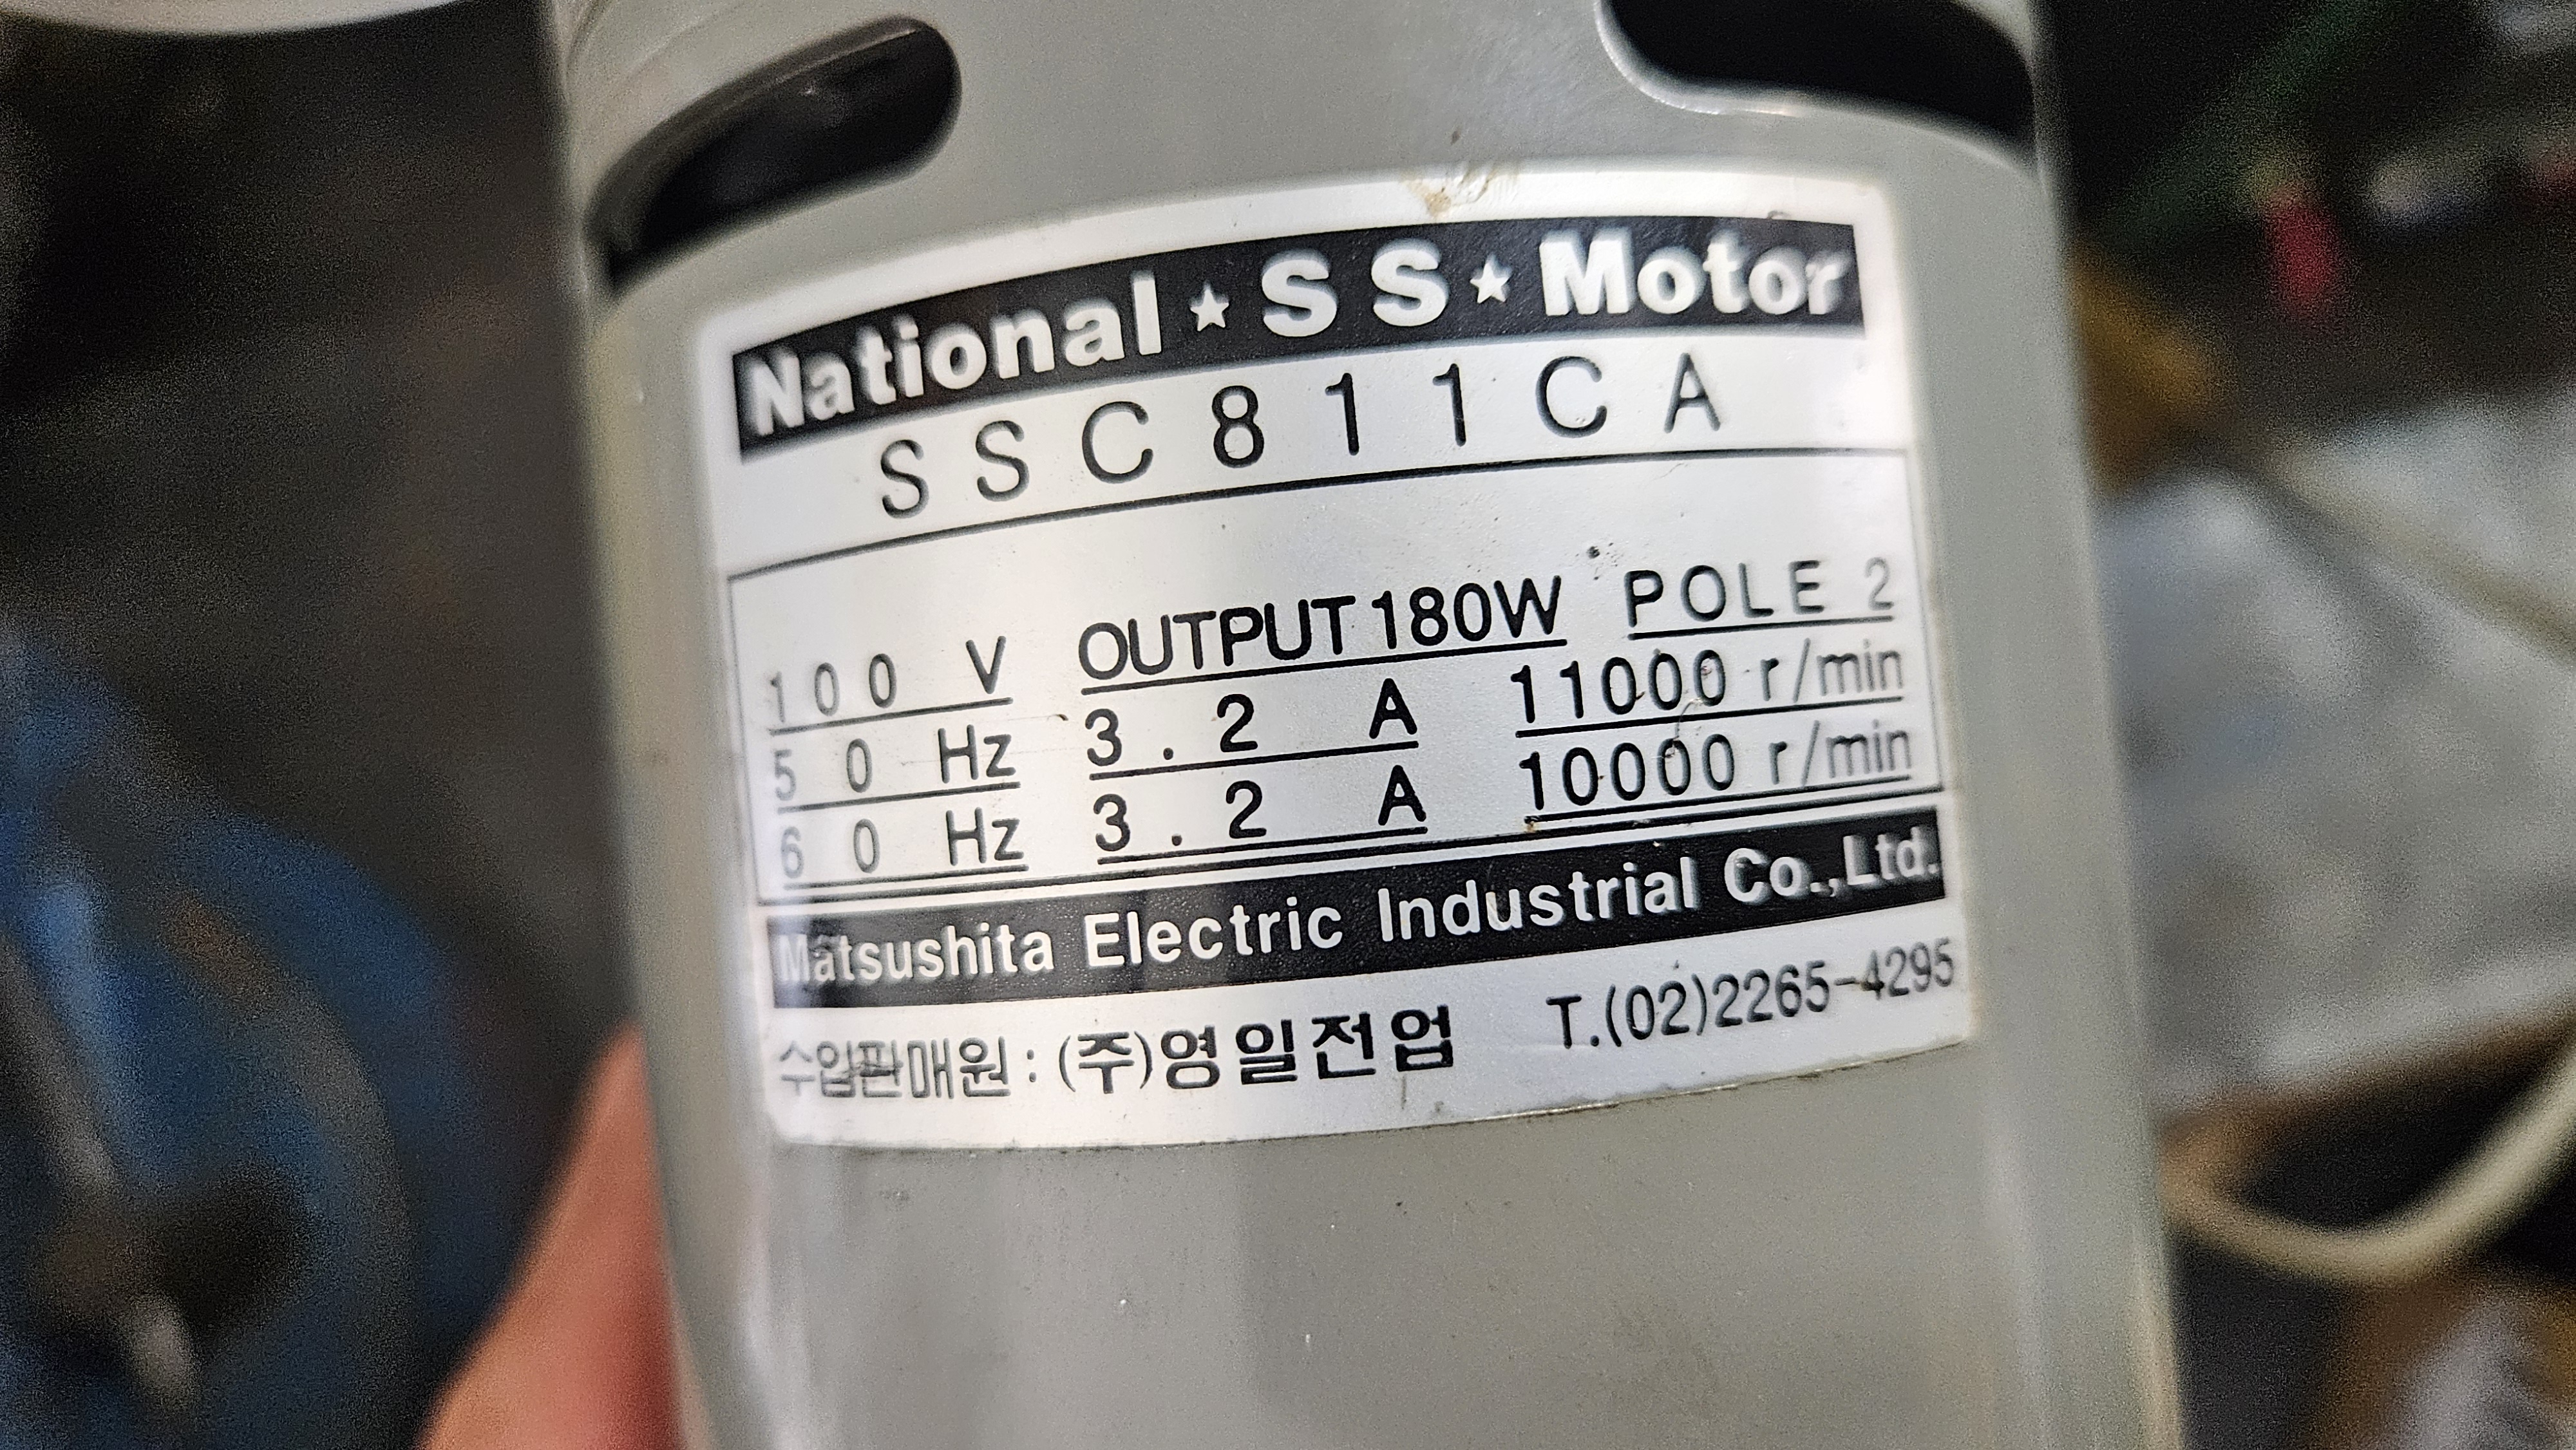 National★SS★Motor
SSC811CA
100 V OUTPUT 180W POLE 2
50 Hz 3.2 A 11000 r/min
60 Hz 3.2 A 10000 r/min
Matsushita Electric Industrial Co.,Ltd.
수입판매원 : (주)영일전업 T.(02)2265-4295